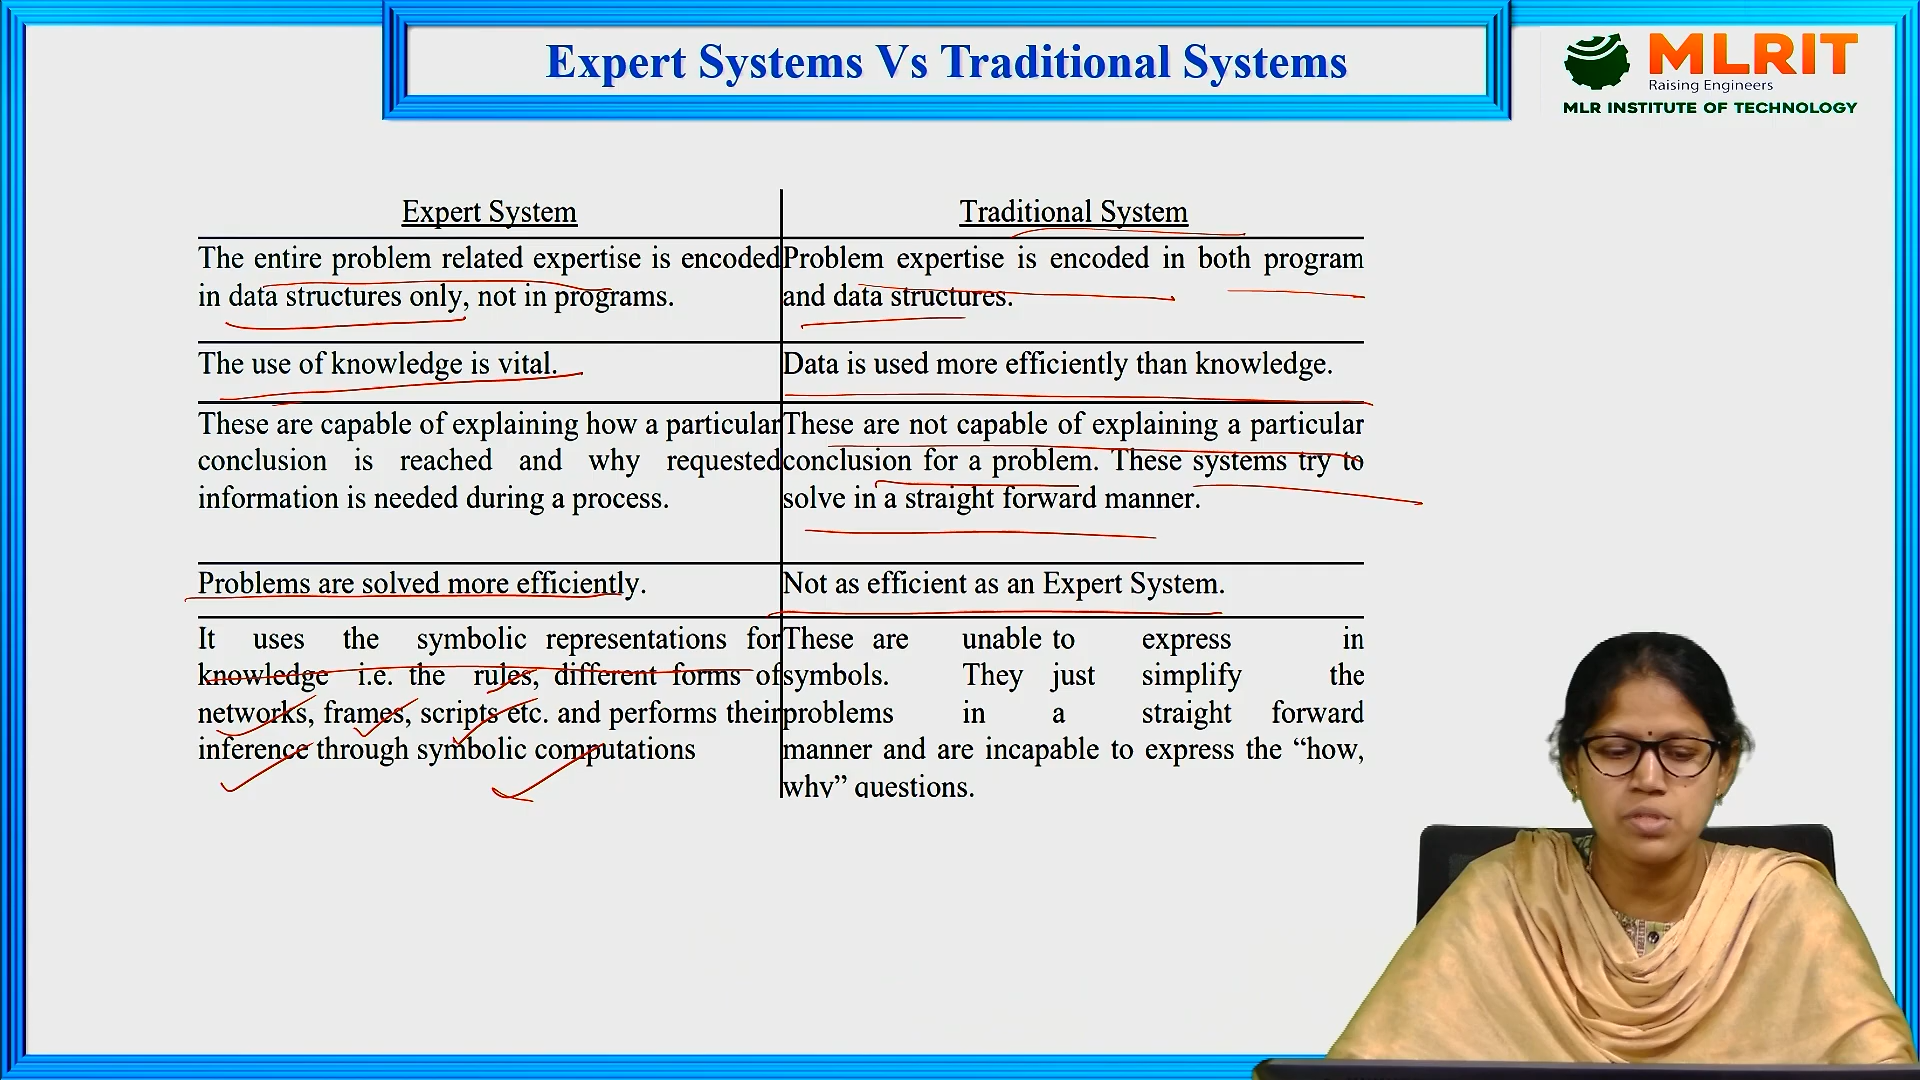 Expert Systems Vs Traditional Systems
MLRIT
Raising Engineers
MLR INSTITUTE OF TECHNOLOGY
Expert System
Traditional System
The entire problem related expertise is encoded
in data structures only, not in programs.
Problem expertise is encoded in both program
and data structures.
The use of knowledge is vital.
Data is used more efficiently than knowledge.
These are capable of explaining how a particular
conclusion is reached and why requested
information is needed during a process.
These are not capable of explaining a particular
conclusion for a problem. These systems try to
solve in a straight forward manner.
Problems are solved more efficiently.
Not as efficient as an Expert System.
It uses the symbolic representations for
knowledge i.e. the rules, different forms of
networks, frames, scripts etc. and performs their
inference through symbolic computations
These are unable to express in
symbols. They just simplify the
problems in a straight forward
manner and are incapable to express the “how,
why” questions.